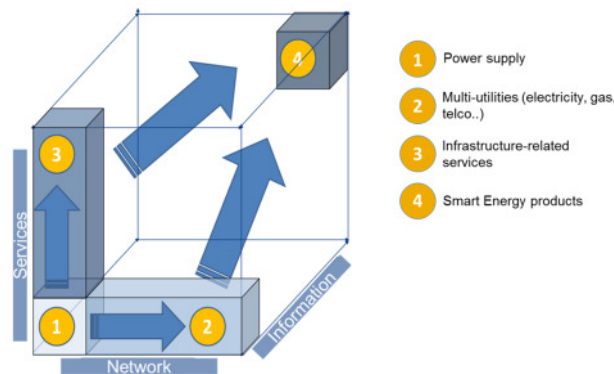 4
3
1
2
Services
Network
Information
1 Power supply
2 Multi-utilities (electricity, gas,
telco..)
3 Infrastructure-related
services
4 Smart Energy products